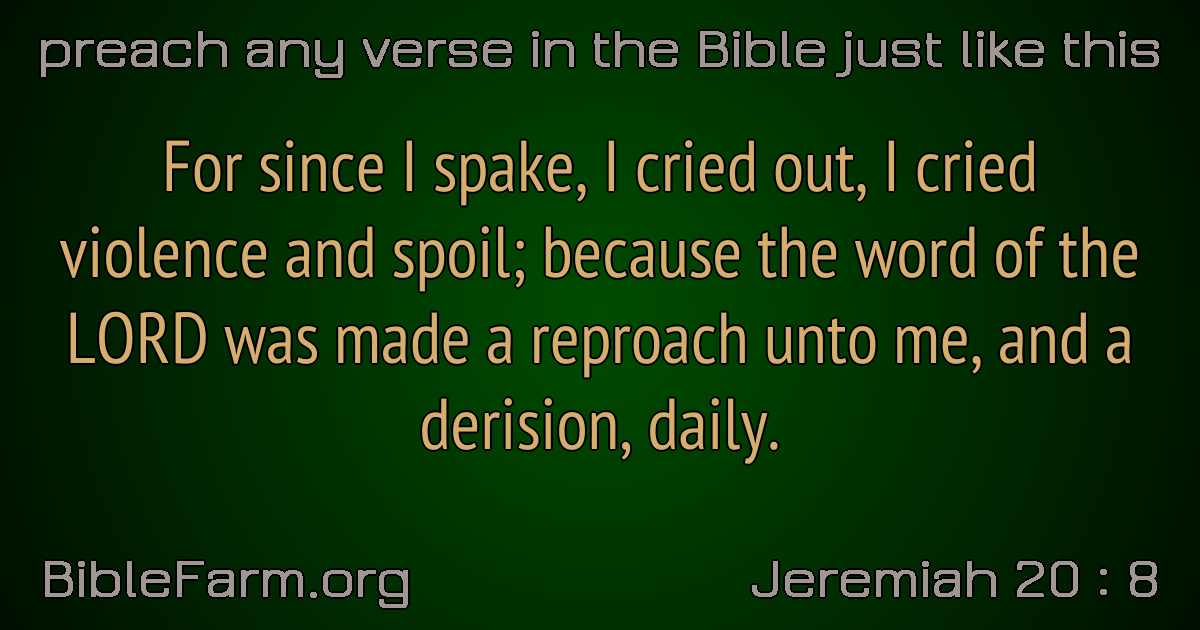 preach any verse in the Bible just like this
For since I spake, I cried out, I cried
violence and spoil; because the word of the
LORD was made a reproach unto me, and a
derision, daily.
BibleFarm.org
Jeremiah 20 : 8